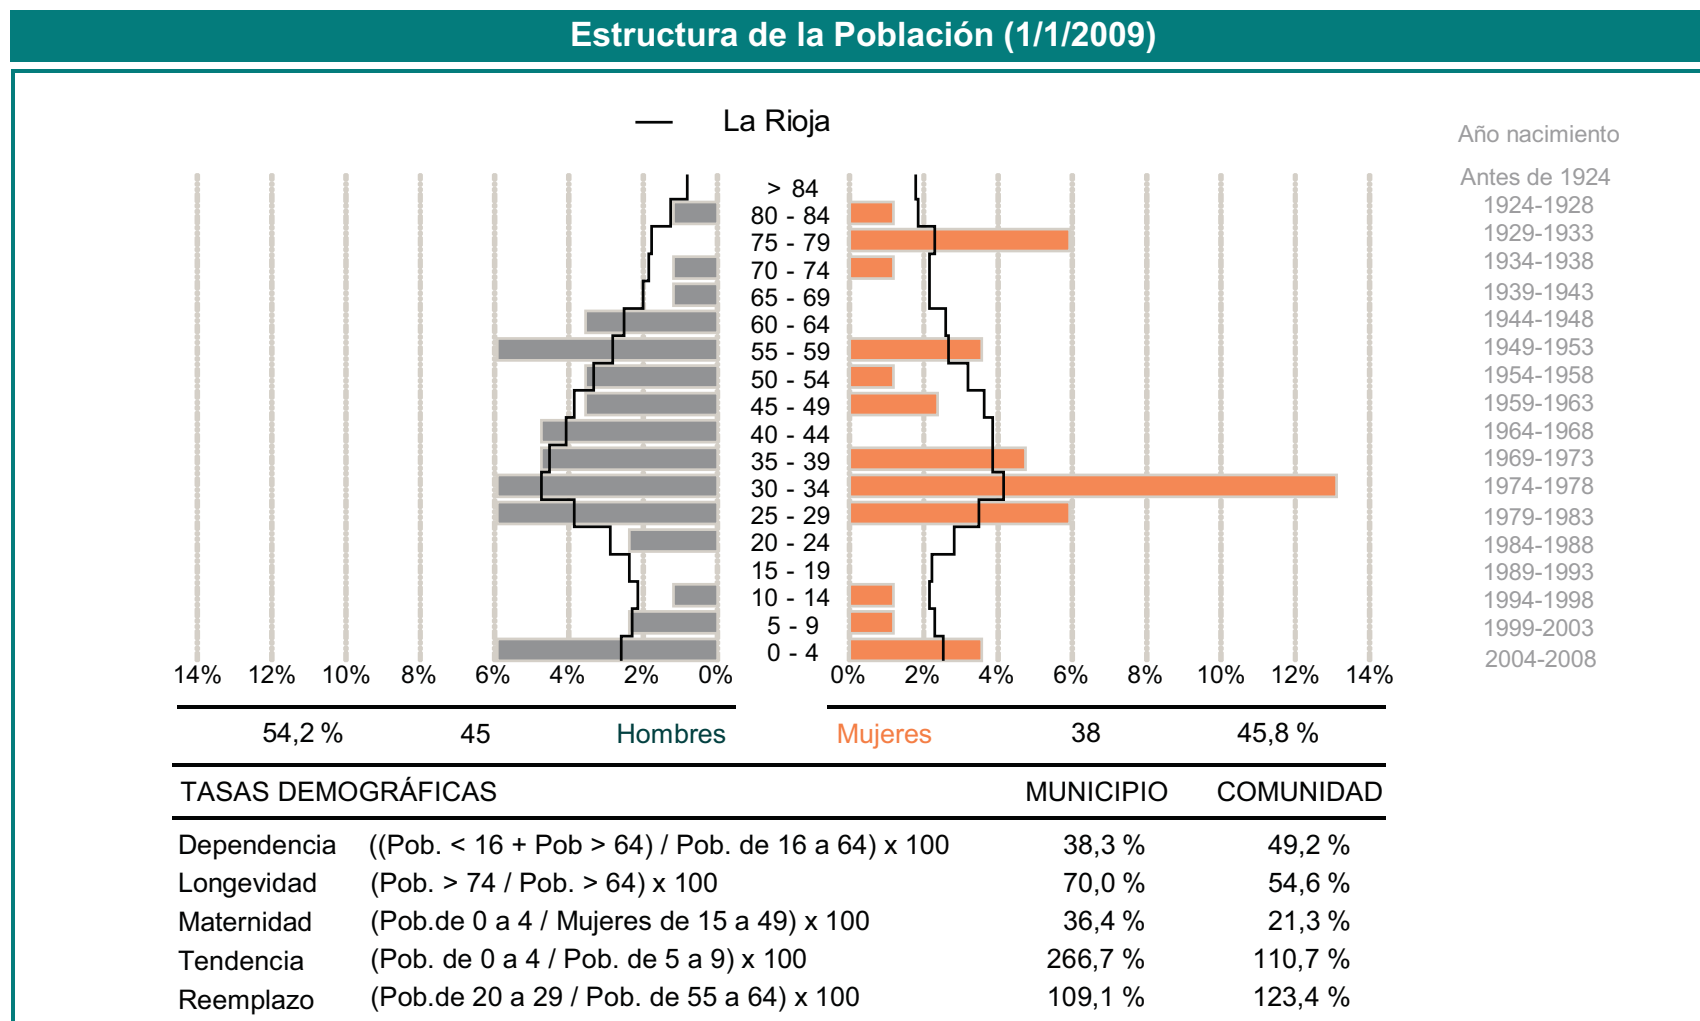 Estructura de la Población (1/1/2009)
La Rioja
Año nacimiento
> 84 Antes de 1924
80 - 84 1924-1928
75 - 79 1929-1933
70 - 74 1934-1938
65 - 69 1939-1943
60 - 64 1944-1948
55 - 59 1949-1953
50 - 54 1954-1958
45 - 49 1959-1963
40 - 44 1964-1968
35 - 39 1969-1973
30 - 34 1974-1978
25 - 29 1979-1983
20 - 24 1984-1988
15 - 19 1989-1993
10 - 14 1994-1998
5 - 9 1999-2003
0 - 4 2004-2008
14% 12% 10% 8% 6% 4% 2% 0% 0% 2% 4% 6% 8% 10% 12% 14%
54,2 % 45 Hombres Mujeres 38 45,8 %
TASAS DEMOGRÁFICAS MUNICIPIO COMUNIDAD
Dependencia ((Pob. < 16 + Pob > 64) / Pob. de 16 a 64) x 100 38,3 % 49,2 %
Longevidad (Pob. > 74 / Pob. > 64) x 100 70,0 % 54,6 %
Maternidad (Pob.de 0 a 4 / Mujeres de 15 a 49) x 100 36,4 % 21,3 %
Tendencia (Pob. de 0 a 4 / Pob. de 5 a 9) x 100 266,7 % 110,7 %
Reemplazo (Pob.de 20 a 29 / Pob. de 55 a 64) x 100 109,1 % 123,4 %